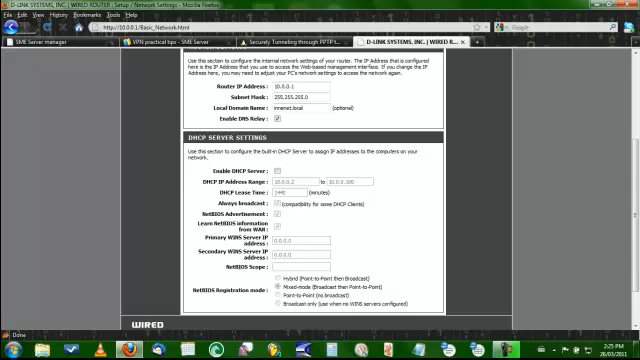 D-LINK SYSTEMS, INC. | WIRED ROUTER : Setup / Network Settings - Mozilla Firefox
File Edit View History Bookmarks Tools Help
http://10.0.0.1/Basic_Network.html
Google
SME Server manager
VPN practical tips - SME Server
Securely Tunneling through PPTP t...
D-LINK SYSTEMS, INC. | WIRED R...
Use this section to configure the internal network settings of your router. The IP Address that is configured
here is the IP Address that you use to access the Web-based management interface. If you change the IP
Address here, you may need to adjust your PC's network settings to access the network again.
Router IP Address : 10.0.0.1
Subnet Mask : 255.255.255.0
Local Domain Name : innenet.local (optional)
Enable DNS Relay :
DHCP SERVER SETTINGS
Use this section to configure the built-in DHCP Server to assign IP addresses to the computers on your
network.
Enable DHCP Server :
DHCP IP Address Range : 10.0.0.2 to 10.0.0.100
DHCP Lease Time : 1440 (minutes)
Always broadcast : (compatibility for some DHCP Clients)
NetBIOS Advertisement :
Learn NetBIOS information
from WAN :
Primary WINS Server IP
address : 0.0.0.0
Secondary WINS Server IP
address : 0.0.0.0
NetBIOS Scope :
NetBIOS Registration mode :
Hybrid (Point-to-Point then Broadcast)
Mixed-mode (Broadcast then Point-to-Point)
Point-to-Point (no broadcast)
Broadcast only (use when no WINS servers configured)
WIRED
Done
2:25 PM
26/03/2011